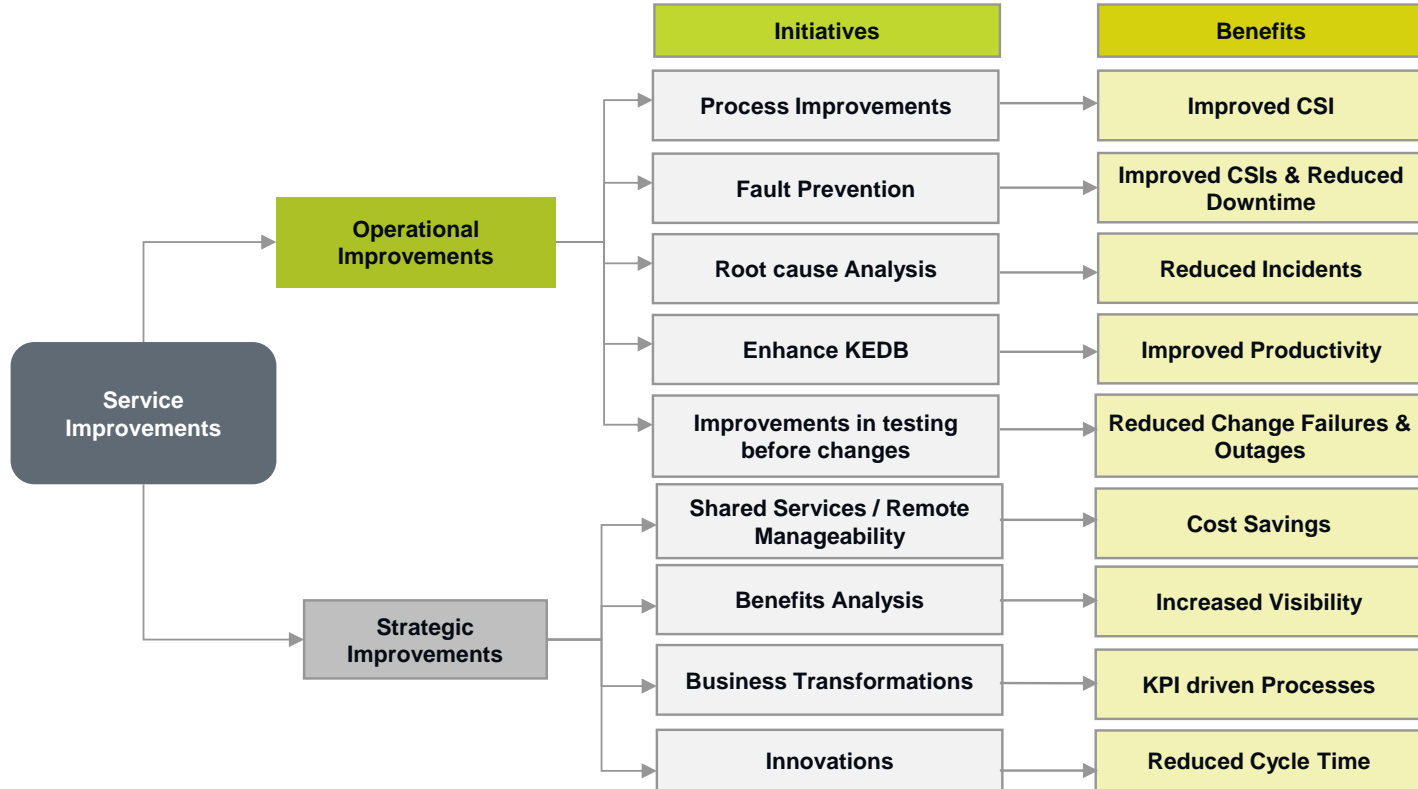 Initiatives
Benefits
Process Improvements
Improved CSI
Fault Prevention
Improved CSIs & Reduced
Downtime
Operational
Improvements
Root cause Analysis
Reduced Incidents
Enhance KEDB
Improved Productivity
Service
Improvements
Improvements in testing
before changes
Reduced Change Failures &
Outages
Shared Services / Remote
Manageability
Cost Savings
Benefits Analysis
Increased Visibility
Strategic
Improvements
Business Transformations
KPI driven Processes
Innovations
Reduced Cycle Time